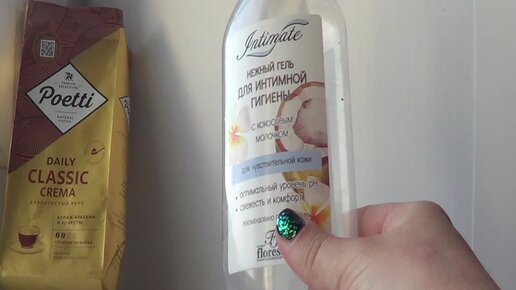 Poetti
DAILY
CLASSIC
CREMA
Intimate
НЕЖНЫЙ ГЕЛЬ
ДЛЯ ИНТИМНОЙ
ГИГИЕНЫ
С КОКОСОВЫМ
МОЛОЧКОМ
для чувствительной кожи
• оптимальный уровень pH
• свежесть и комфорт